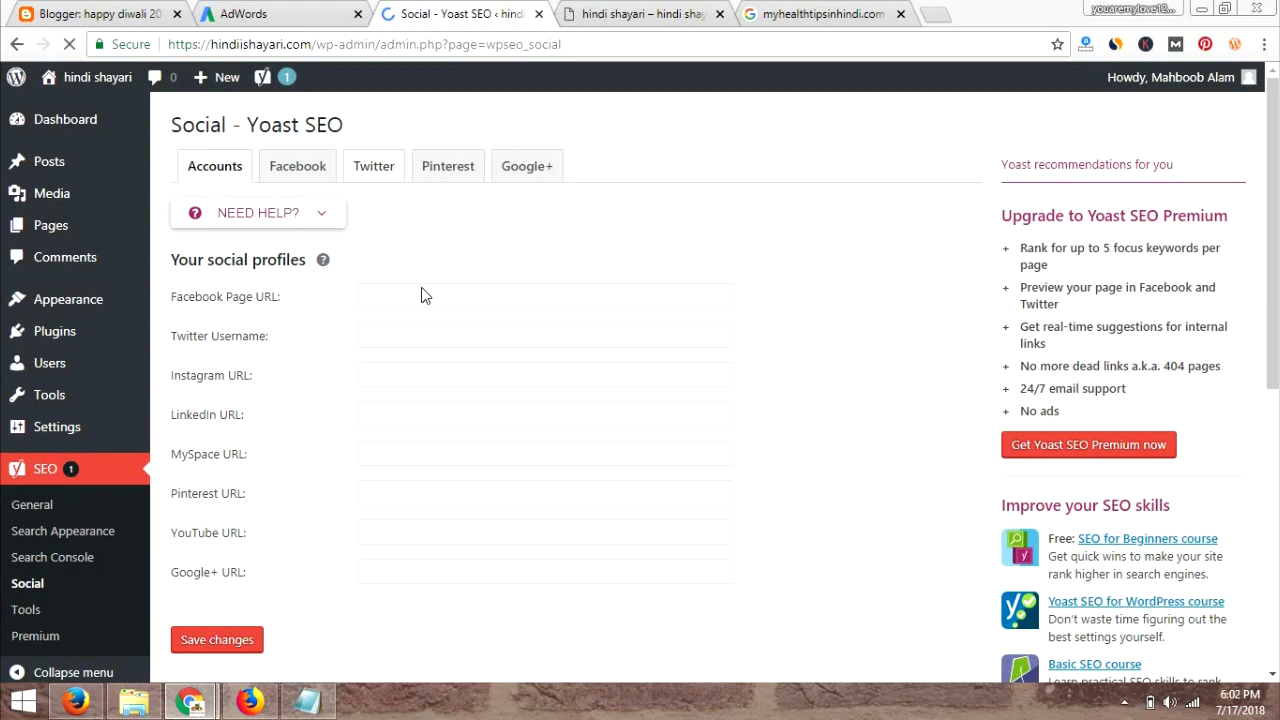 Blogger: happy diwali 20
AdWords
Social - Yoast SEO ‹ hindi
hindi shayari – hindi sha
myhealthtipsinhindi.com
youaremylove12...
Secure
https://hindiishayari.com/wp-admin/admin.php?page=wpseo_social
hindi shayari
0
New
1
Howdy, Mahboob Alam
Dashboard
Posts
Media
Pages
Comments
Appearance
Plugins
Users
Tools
Settings
SEO 1
General
Search Appearance
Search Console
Social
Tools
Premium
Collapse menu
Social - Yoast SEO
Accounts
Facebook
Twitter
Pinterest
Google+
NEED HELP?
Your social profiles
Facebook Page URL:
Twitter Username:
Instagram URL:
LinkedIn URL:
MySpace URL:
Pinterest URL:
YouTube URL:
Google+ URL:
Save changes
Yoast recommendations for you
Upgrade to Yoast SEO Premium
+ Rank for up to 5 focus keywords per
page
+ Preview your page in Facebook and
Twitter
+ Get real-time suggestions for internal
links
+ No more dead links a.k.a. 404 pages
+ 24/7 email support
+ No ads
Get Yoast SEO Premium now
Improve your SEO skills
Free: SEO for Beginners course
Get quick wins to make your site
rank higher in search engines.
Yoast SEO for WordPress course
Don't waste time figuring out the
best settings yourself.
Basic SEO course
Learn practical SEO skills to rank
6:02 PM
7/17/2018